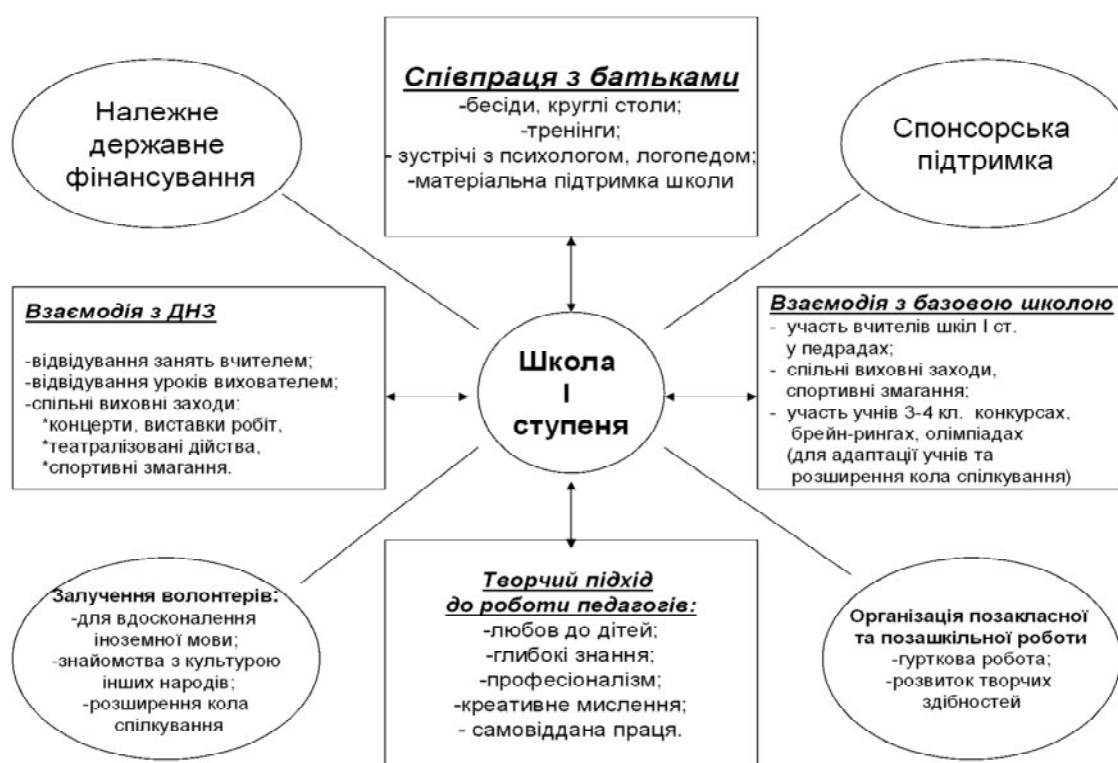 Належне
державне
фінансування
Співпраця з батьками
-бесіди, круглі столи;
-тренінги;
- зустрічі з психологом, логопедом;
-матеріальна підтримка школи
Спонсорська
підтримка
Взаємодія з ДНЗ
-відвідування занять вчителем;
-відвідування уроків вихователем;
-спільні виховні заходи:
*концерти, виставки робіт,
*театралізовані дійства,
*спортивні змагання.
Школа
І
ступеня
Взаємодія з базовою школою
- участь вчителів шкіл І ст.
у педрадах;
- спільні виховні заходи,
спортивні змагання;
- участь учнів 3-4 кл. конкурсах,
брейн-рингах, олімпіадах
(для адаптації учнів та
розширення кола спілкування)
Залучення волонтерів:
-для вдосконалення
іноземної мови;
-знайомства з культурою
інших народів;
-розширення кола
спілкування
Творчий підхід
до роботи педагогів:
-любов до дітей;
-глибокі знання;
-професіоналізм;
-креативне мислення;
- самовіддана праця.
Організація позакласної
та позашкільної роботи
-гурткова робота;
-розвиток творчих
здібностей